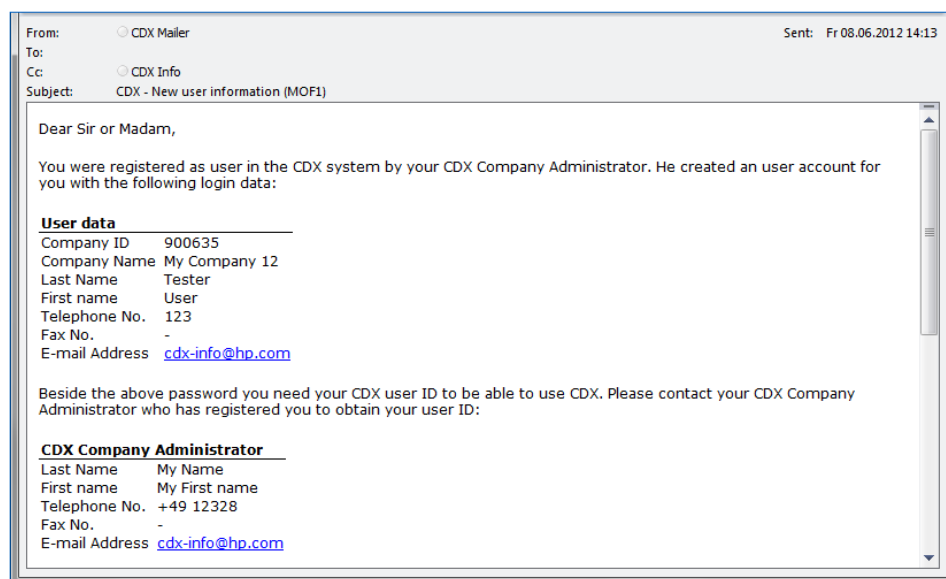 From: CDX Mailer Sent: Fr 08.06.2012 14:13
To:
Cc: CDX Info
Subject: CDX - New user information (MOF1)
Dear Sir or Madam,
You were registered as user in the CDX system by your CDX Company Administrator. He created an user account for
you with the following login data:
User data
Company ID 900635
Company Name My Company 12
Last Name Tester
First name User
Telephone No. 123
Fax No. -
E-mail Address cdx-info@hp.com
Beside the above password you need your CDX user ID to be able to use CDX. Please contact your CDX Company
Administrator who has registered you to obtain your user ID:
CDX Company Administrator
Last Name My Name
First name My First name
Telephone No. +49 12328
Fax No. -
E-mail Address cdx-info@hp.com